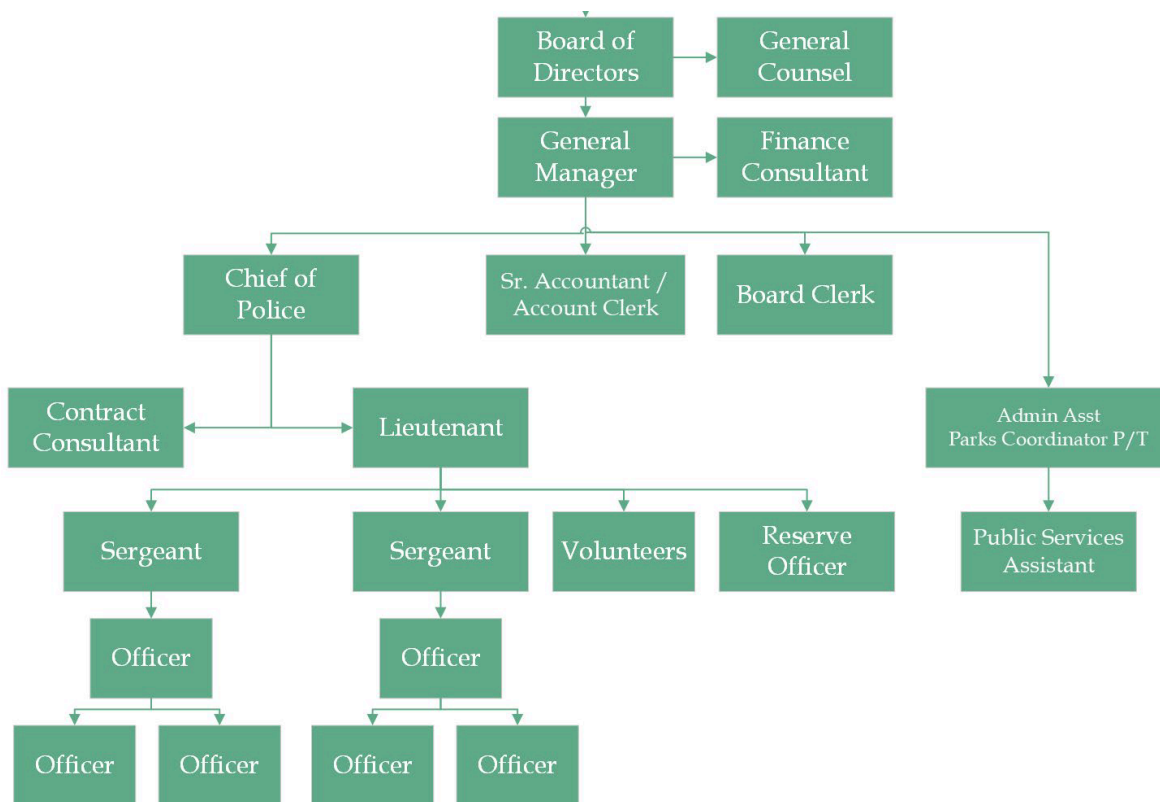 Board of
Directors
General
Counsel
General
Manager
Finance
Consultant
Chief of
Police
Sr. Accountant /
Account Clerk
Board Clerk
Contract
Consultant
Lieutenant
Admin Asst
Parks Coordinator P/T
Sergeant
Sergeant
Volunteers
Reserve
Officer
Public Services
Assistant
Officer
Officer
Officer
Officer
Officer
Officer